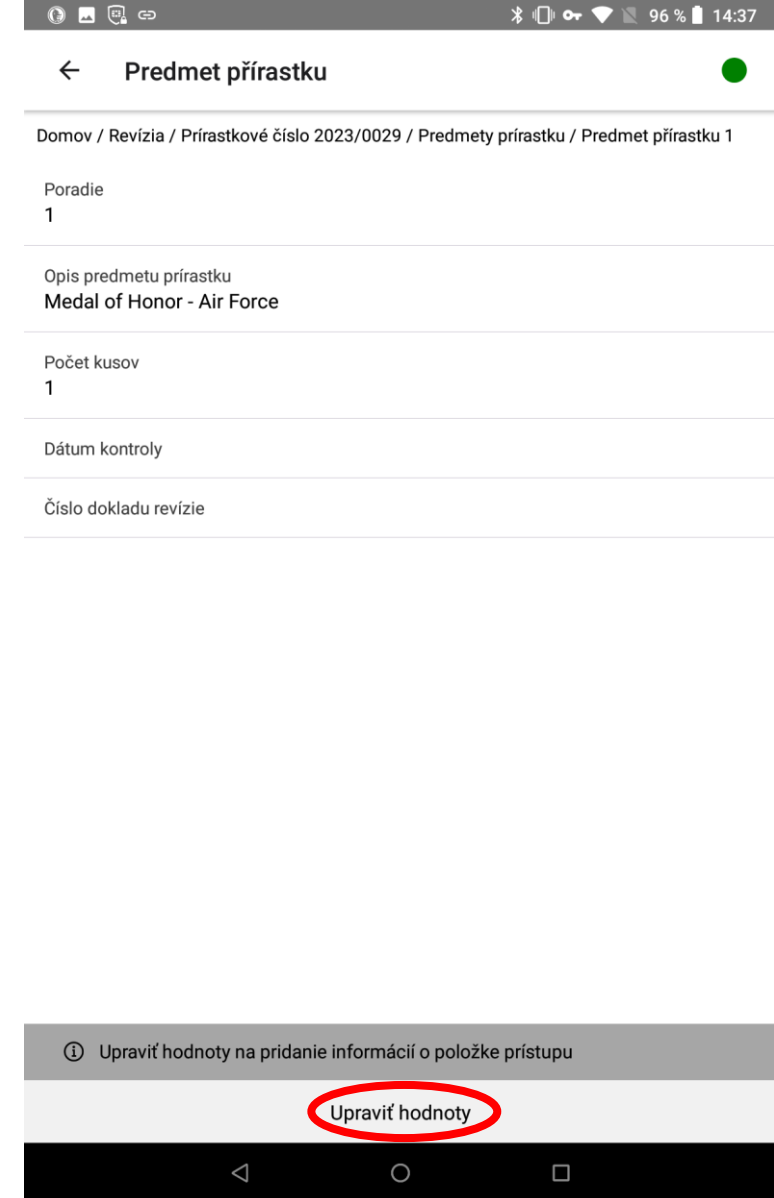 96 % 14:37
Predmet přírastku
Domov / Revízia / Prírastkové číslo 2023/0029 / Predmety prírastku / Predmet přírastku 1
Poradie
1
Opis predmetu prírastku
Medal of Honor - Air Force
Počet kusov
1
Dátum kontroly
Číslo dokladu revízie
Upraviť hodnoty na pridanie informácií o položke prístupu
Upraviť hodnoty